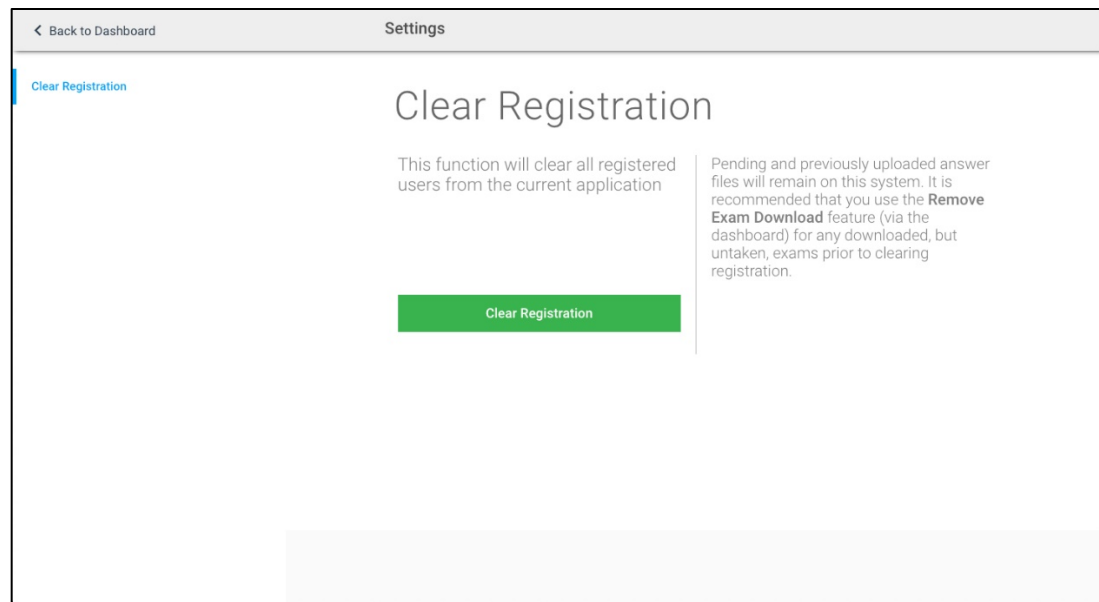 Back to Dashboard
Settings
Clear Registration
Clear Registration
This function will clear all registered
users from the current application
Clear Registration
Pending and previously uploaded answer
files will remain on this system. It is
recommended that you use the Remove
Exam Download feature (via the
dashboard) for any downloaded, but
untaken, exams prior to clearing
registration.